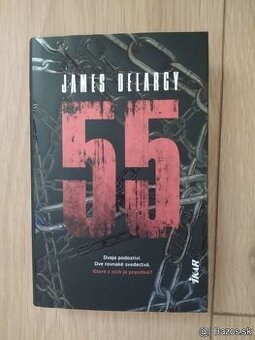 JAMES DELARGY
55
Dvaja podozriví.
Dve rovnaké svedectvá.
Ktoré z nich je pravdivé?
IKAR
© Bazos.sk